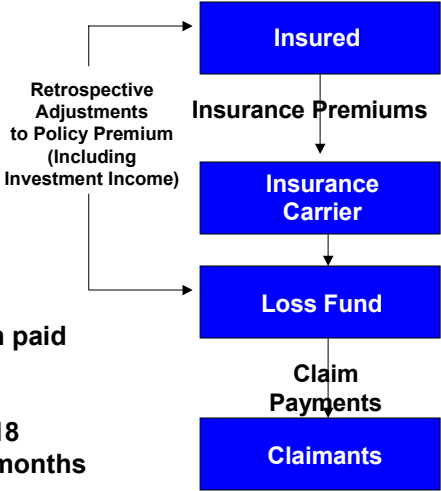 Insured
Retrospective
Adjustments
to Policy Premium
(Including
Investment Income)
Insurance Premiums
Insurance
Carrier
Loss Fund
paid
Claim
Payments
18
months
Claimants